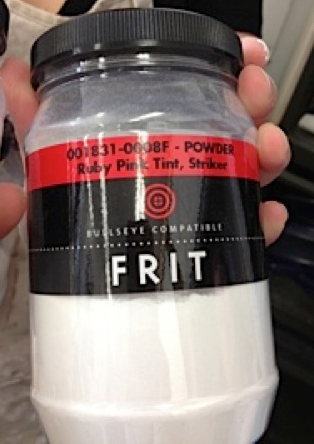 001831-0008F - POWDER
Ruby Pink Tint, Striker
BULLSEYE COMPATIBLE
FRIT